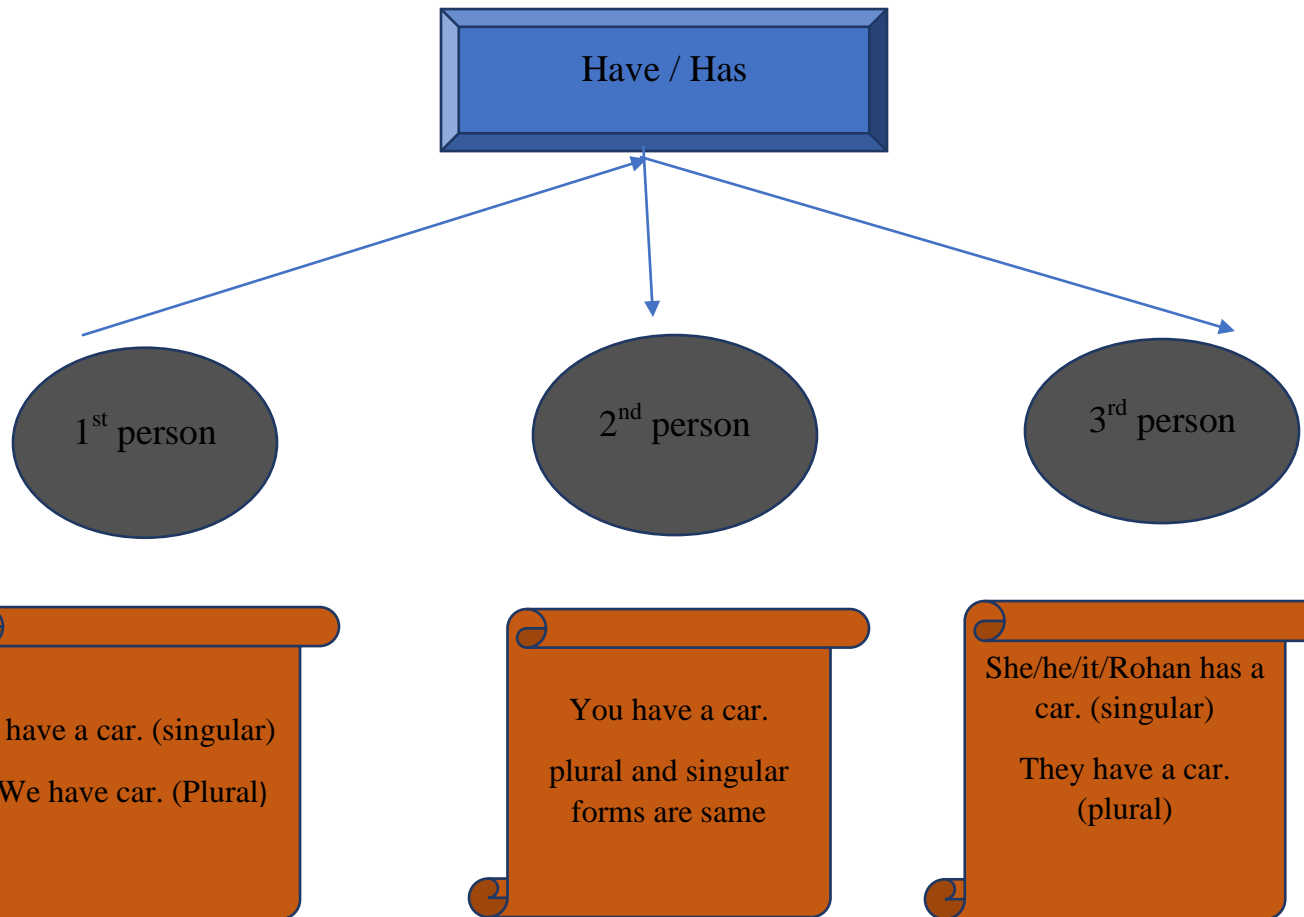 Have / Has
1st person
2nd person
3rd person
have a car. (singular)
We have car. (Plural)
You have a car.
plural and singular
forms are same
She/he/it/Rohan has a
car. (singular)
They have a car.
(plural)